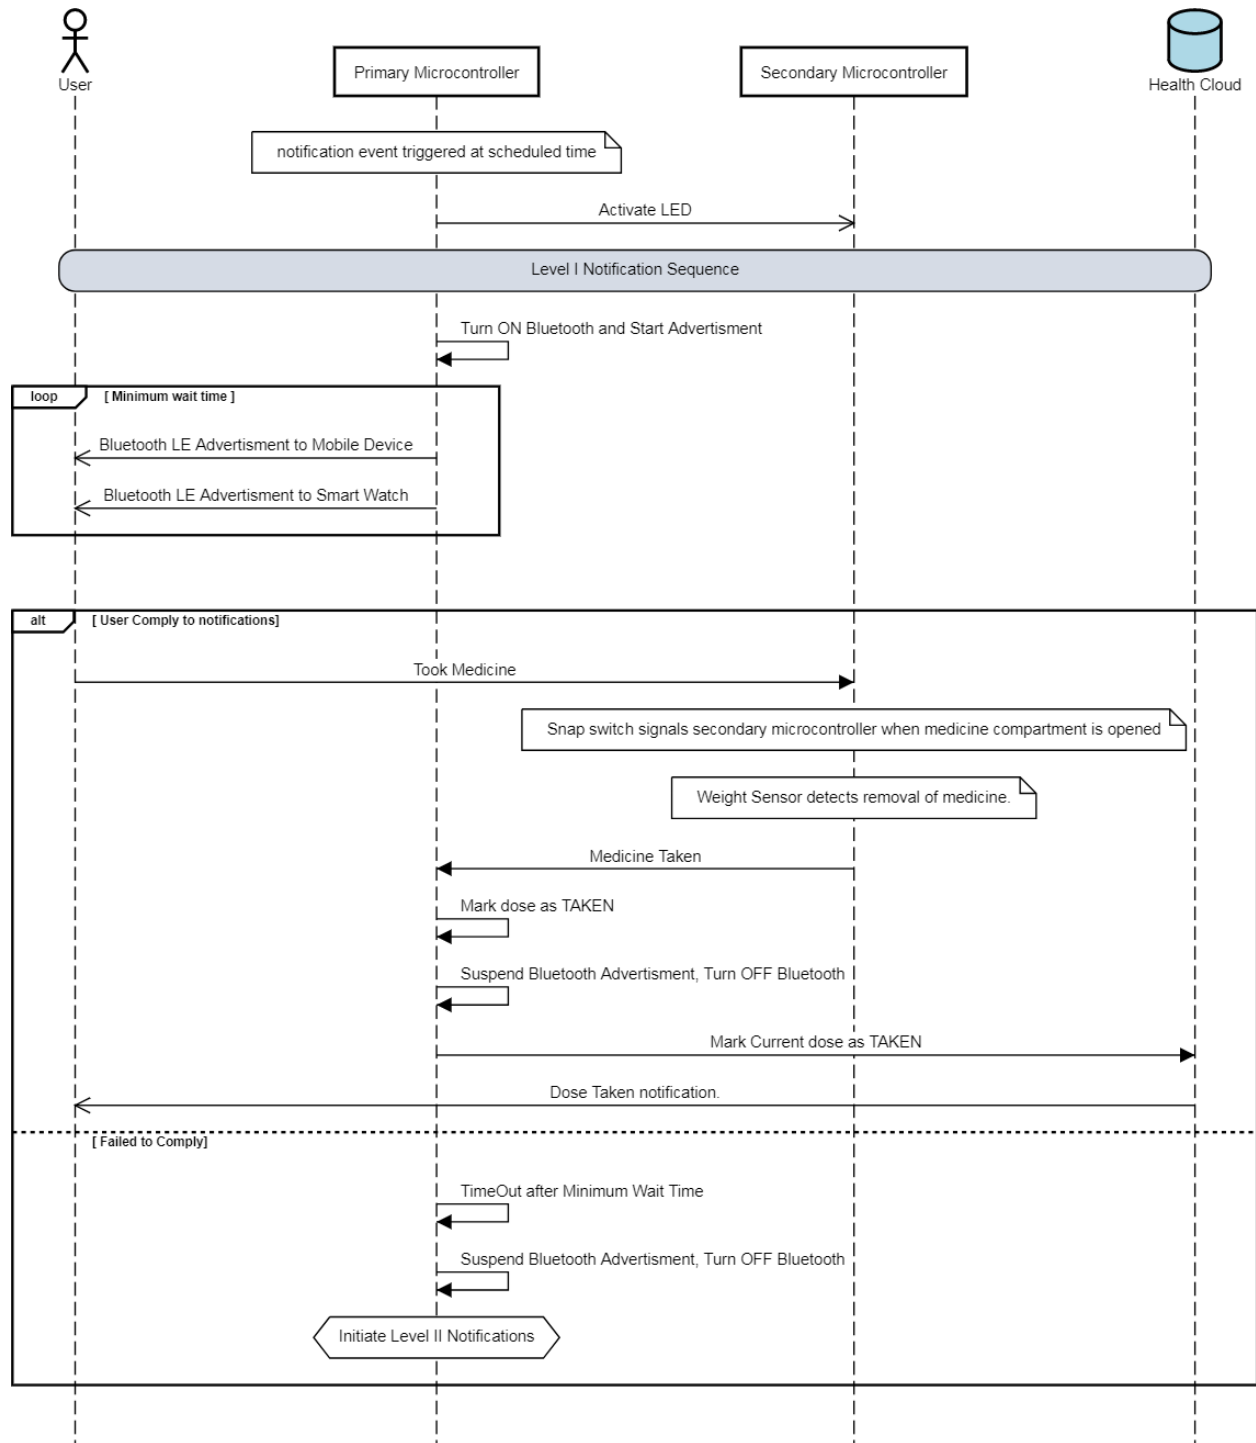 User
Primary Microcontroller
Secondary Microcontroller
Health Cloud
notification event triggered at scheduled time
Activate LED
Level I Notification Sequence
Turn ON Bluetooth and Start Advertisment
loop
[ Minimum wait time ]
Bluetooth LE Advertisment to Mobile Device
Bluetooth LE Advertisment to Smart Watch
alt
[ User Comply to notifications]
Took Medicine
Snap switch signals secondary microcontroller when medicine compartment is opened
Weight Sensor detects removal of medicine.
Medicine Taken
Mark dose as TAKEN
Suspend Bluetooth Advertisment, Turn OFF Bluetooth
Mark Current dose as TAKEN
Dose Taken notification.
[ Failed to Comply]
TimeOut after Minimum Wait Time
Suspend Bluetooth Advertisment, Turn OFF Bluetooth
Initiate Level II Notifications